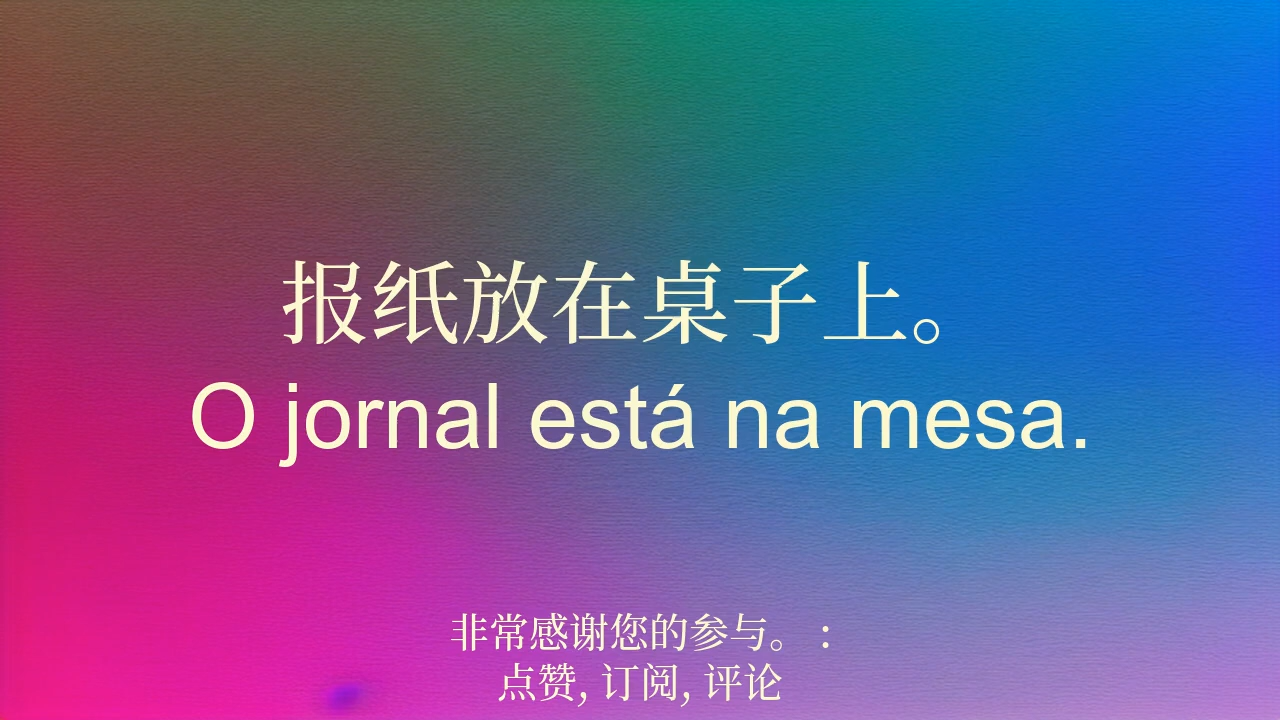 报纸放在桌子上。
O jornal está na mesa.
非常感谢您的参与。 :
点赞, 订阅, 评论